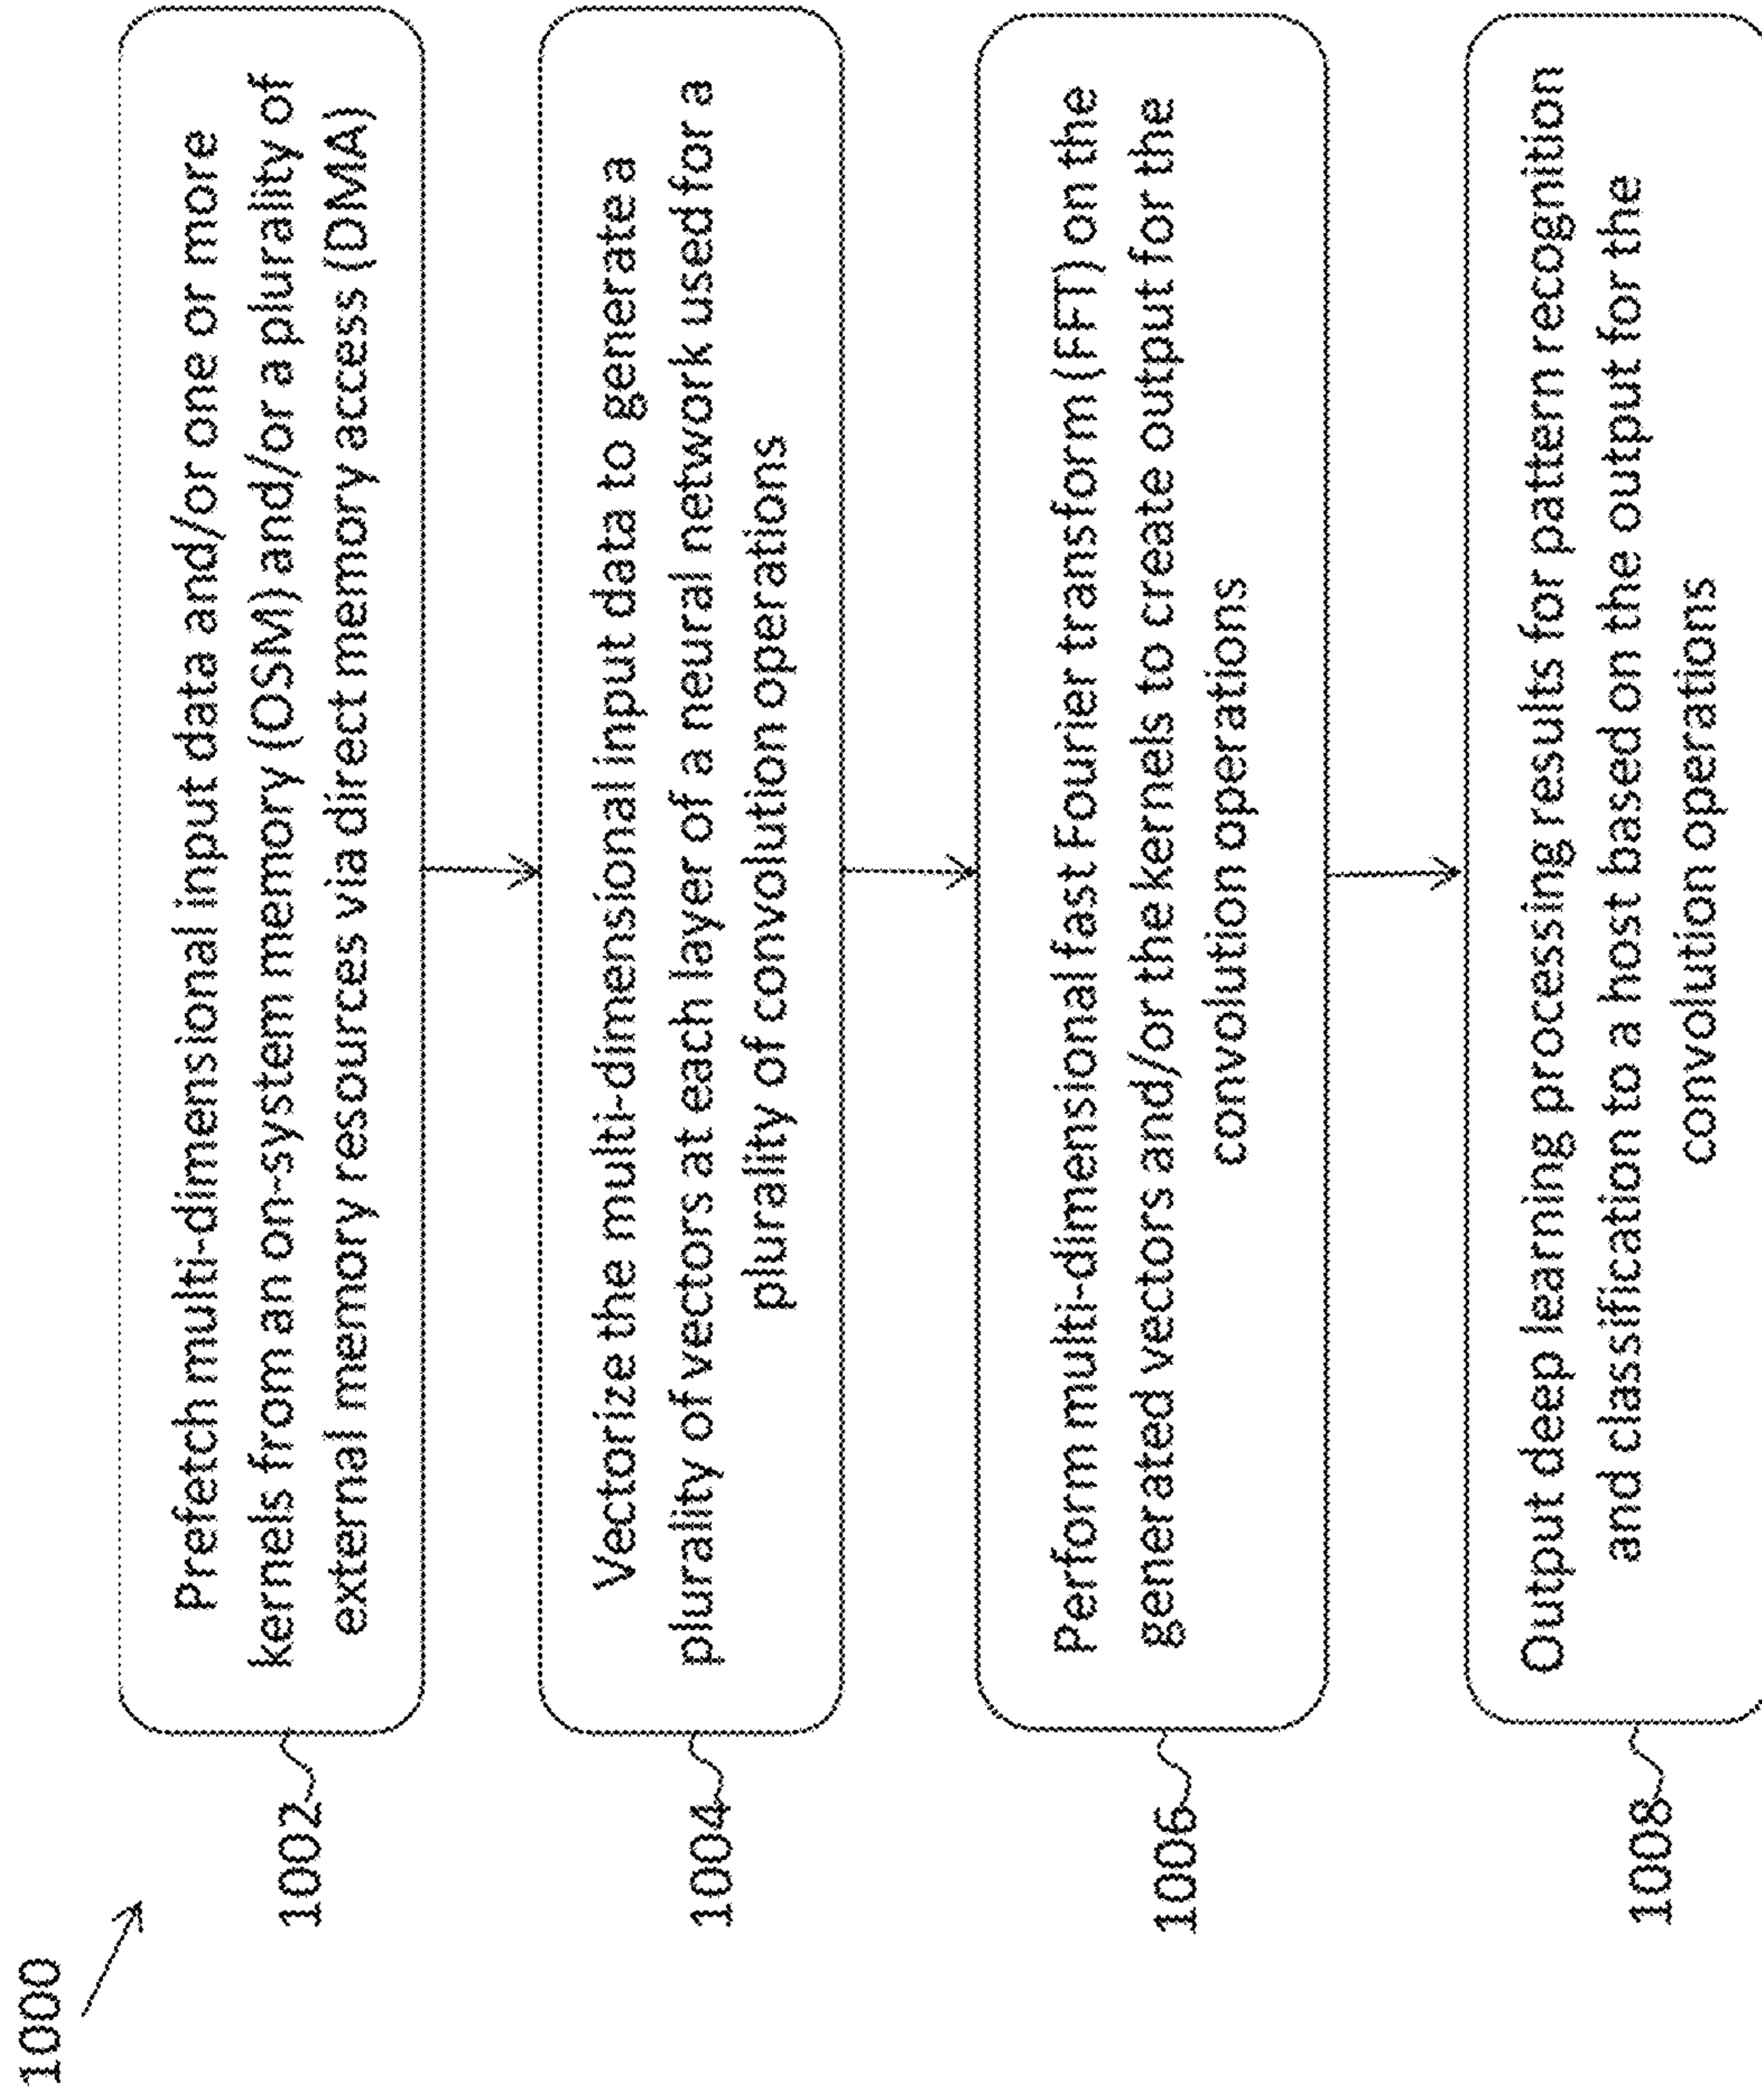 1000
1002
Prefetch multi-dimensional input data and/or one or more
kernels from an on-system memory (OSM) and/or a plurality of
external memory resources via direct memory access (DMA)
1004
Vectorize the multi-dimensional input data to generate a
plurality of vectors at each layer of a neural network used for a
plurality of convolution operations
1006
Perform multi-dimensional fast Fourier transform (FFT) on the
generated vectors and/or the kernels to create output for the
convolution operations
1008
Output deep learning processing results for pattern recognition
and classification to a host based on the output for the
convolution operations